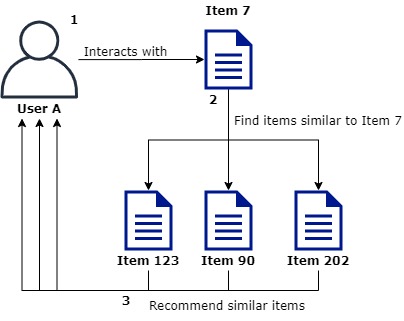 1
Item 7
Interacts with
User A
2
Find items similar to Item 7
Item 123
Item 90
Item 202
3
Recommend similar items